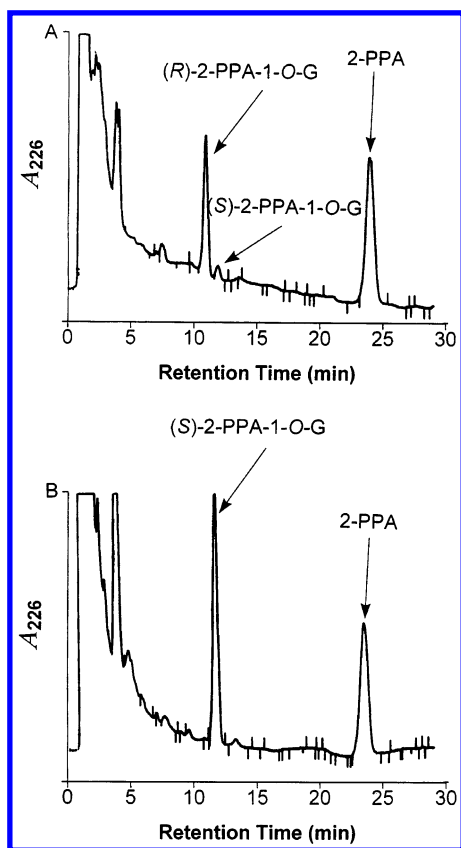 A
(R)-2-PPA-1-O-G
2-PPA
(S)-2-PPA-1-O-G
A226
0 5 10 15 20 25 30
Retention Time (min)
(S)-2-PPA-1-O-G
B
2-PPA
A226
0 5 10 15 20 25 30
Retention Time (min)